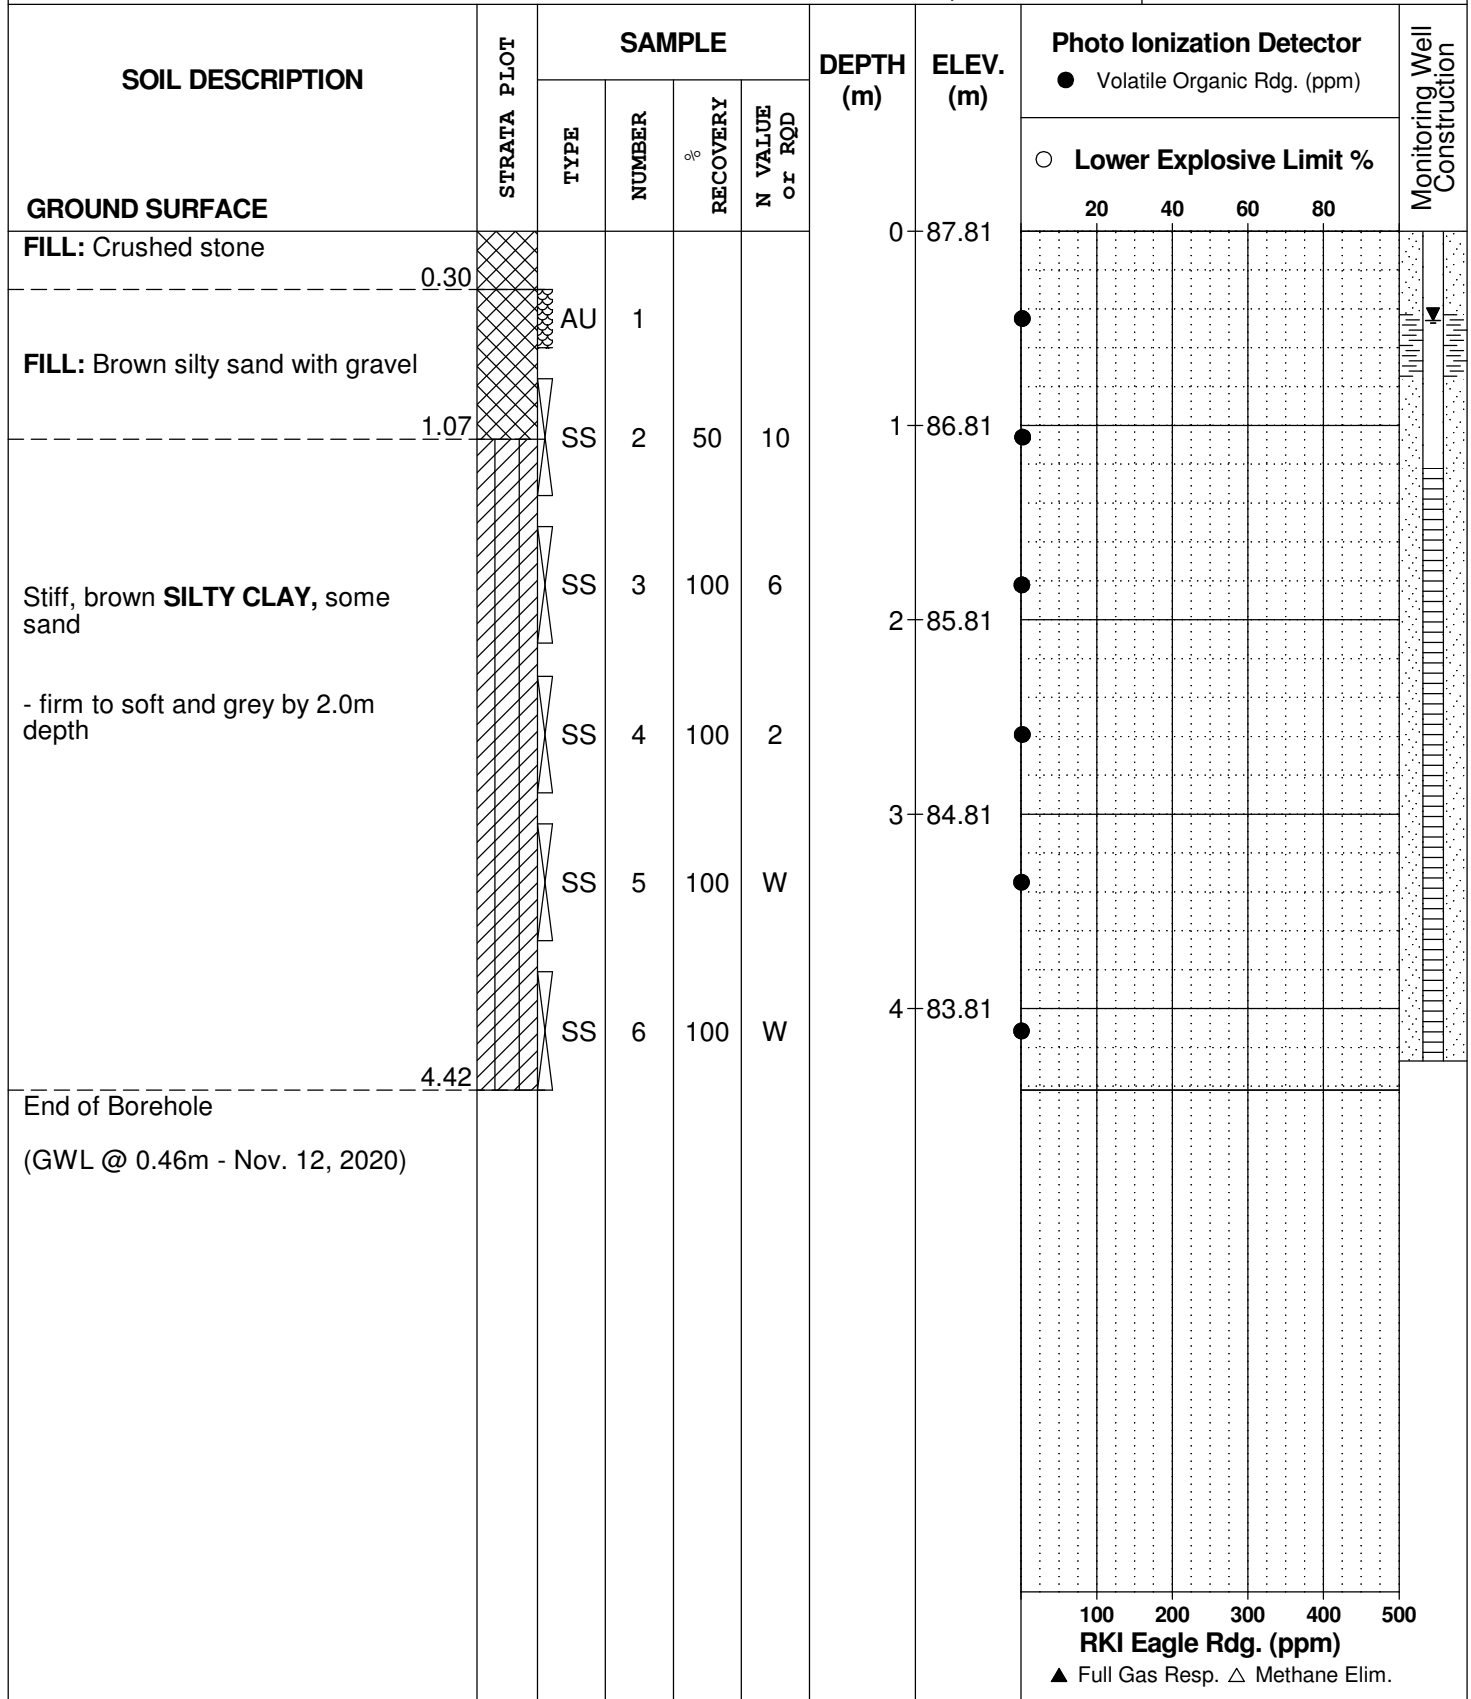 SOIL DESCRIPTION
GROUND SURFACE
STRATA PLOT
SAMPLE
TYPE
NUMBER
% RECOVERY
N VALUE
or RQD
DEPTH
(m)
ELEV.
(m)
Photo Ionization Detector
● Volatile Organic Rdg. (ppm)
○ Lower Explosive Limit %
20 40 60 80
Monitoring Well
Construction
0 87.81
FILL: Crushed stone
0.30
AU 1
FILL: Brown silty sand with gravel
1.07
1 86.81
SS 2 50 10
SS 3 100 6
Stiff, brown SILTY CLAY, some
sand
2 85.81
- firm to soft and grey by 2.0m
depth
SS 4 100 2
3 84.81
SS 5 100 W
4 83.81
SS 6 100 W
4.42
End of Borehole
(GWL @ 0.46m - Nov. 12, 2020)
100 200 300 400 500
RKI Eagle Rdg. (ppm)
▲ Full Gas Resp. △ Methane Elim.